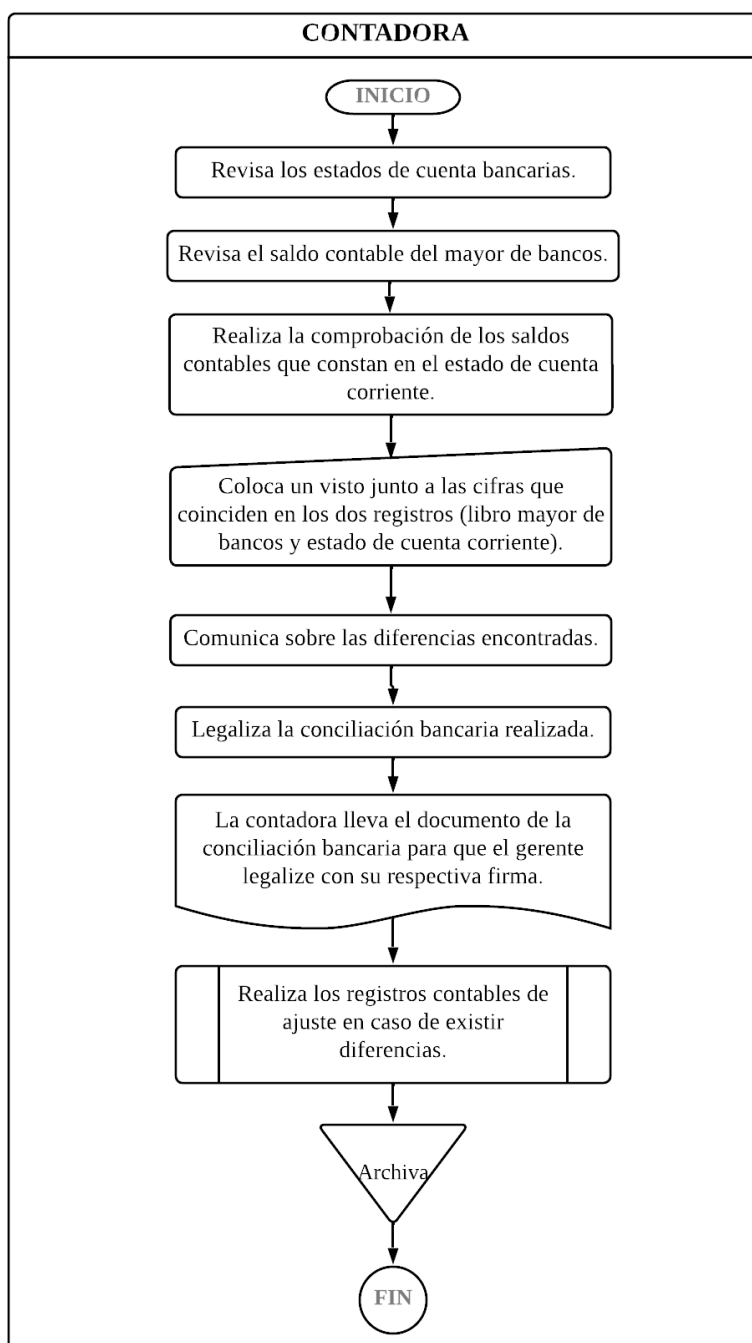 CONTADORA
INICIO
Revisa los estados de cuenta bancarias.
Revisa el saldo contable del mayor de bancos.
Realiza la comprobación de los saldos
contables que constan en el estado de cuenta
corriente.
Coloca un visto junto a las cifras que
coinciden en los dos registros (libro mayor de
bancos y estado de cuenta corriente).
Comunica sobre las diferencias encontradas.
Legaliza la conciliación bancaria realizada.
La contadora lleva el documento de la
conciliación bancaria para que el gerente
legalize con su respectiva firma.
Realiza los registros contables de
ajuste en caso de existir
diferencias.
Archiva
FIN